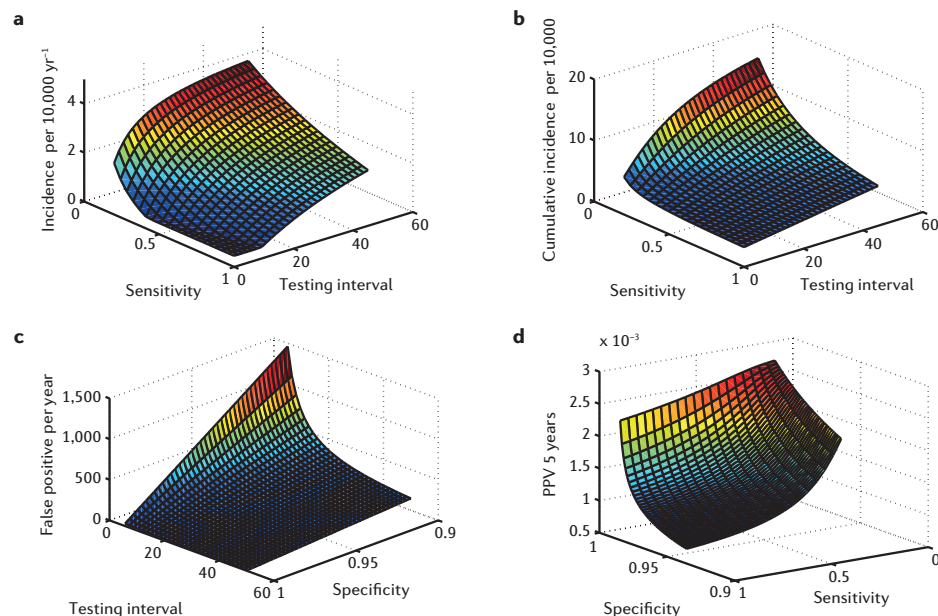 a
Incidence per 10,000 yr⁻¹
4
2
0
0
0.5
1
0
20
40
60
Sensitivity
Testing interval
b
Cumulative incidence per 10,000
20
10
0
0
0.5
1
0
20
40
60
Sensitivity
Testing interval
c
False positive per year
1,500
1,000
500
0
0
20
40
60
1
0.95
0.9
Testing interval
Specificity
d
x 10⁻³
PPV 5 years
3
2.5
2
1.5
1
0.5
1
0.95
0.9
1
0.5
0
Specificity
Sensitivity